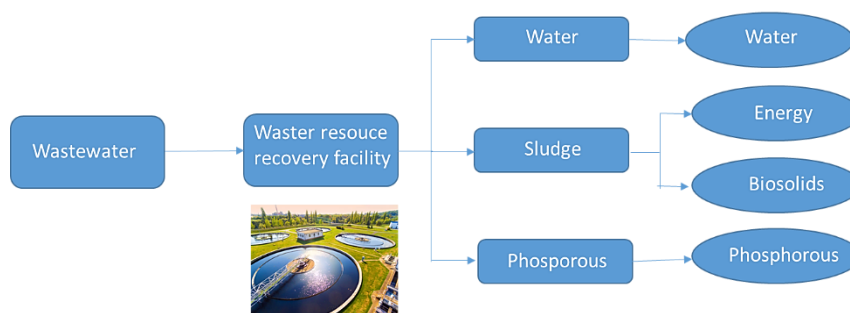 Wastewater
Waster resouce
recovery facility
Water
Water
Sludge
Energy
Biosolids
Phosporous
Phosphorous